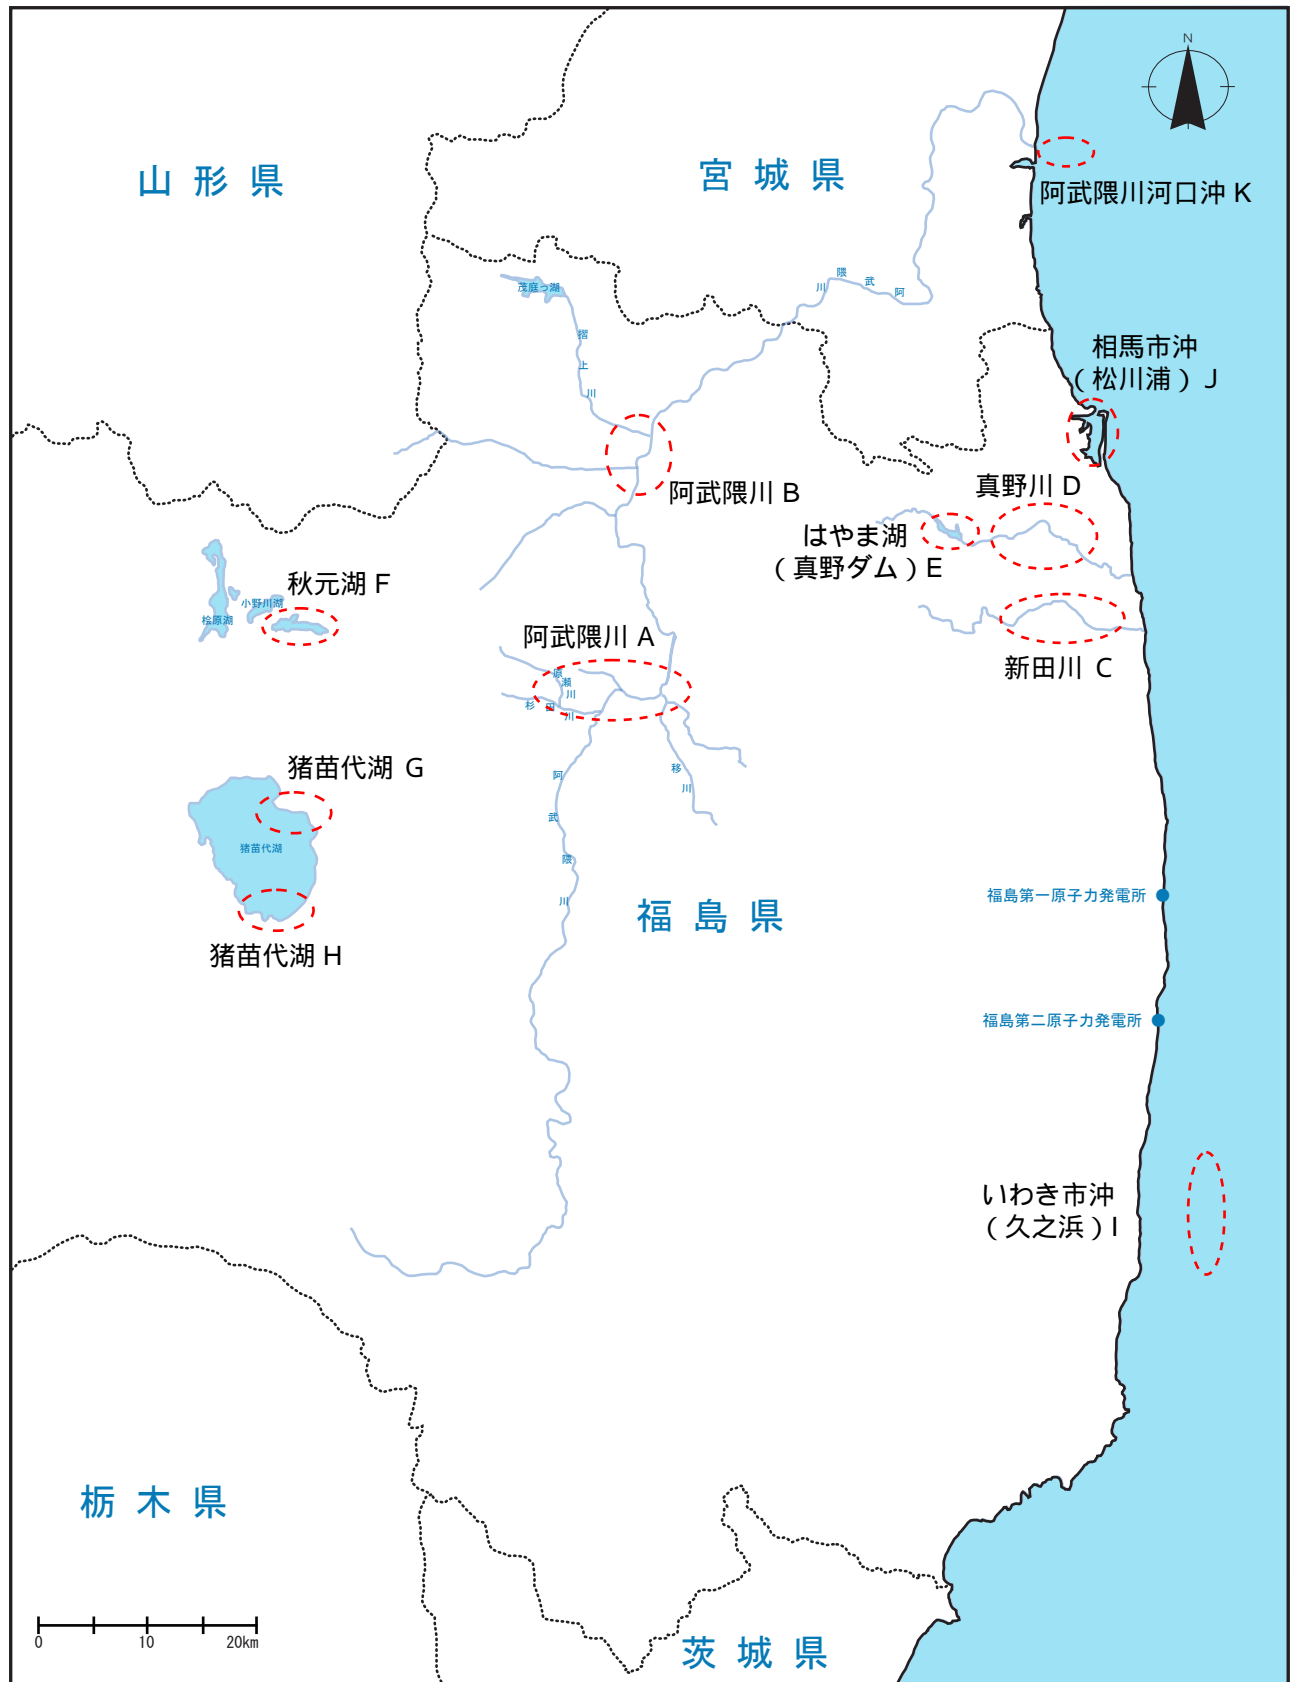 N
山形県
宮城県
阿武隈川河口沖 K
茂庭っ湖
阿武隈川
摺上川
相馬市沖
（松川浦）J
阿武隈川 B
真野川 D
はやま湖
（真野ダム）E
秋元湖 F
小野川湖
桧原湖
阿武隈川 A
原瀬川
杉田川
新田川 C
移川
猪苗代湖 G
猪苗代湖
阿武隈川
福島県
福島第一原子力発電所
猪苗代湖 H
福島第二原子力発電所
いわき市沖
（久之浜）I
栃木県
茨城県
0 10 20km